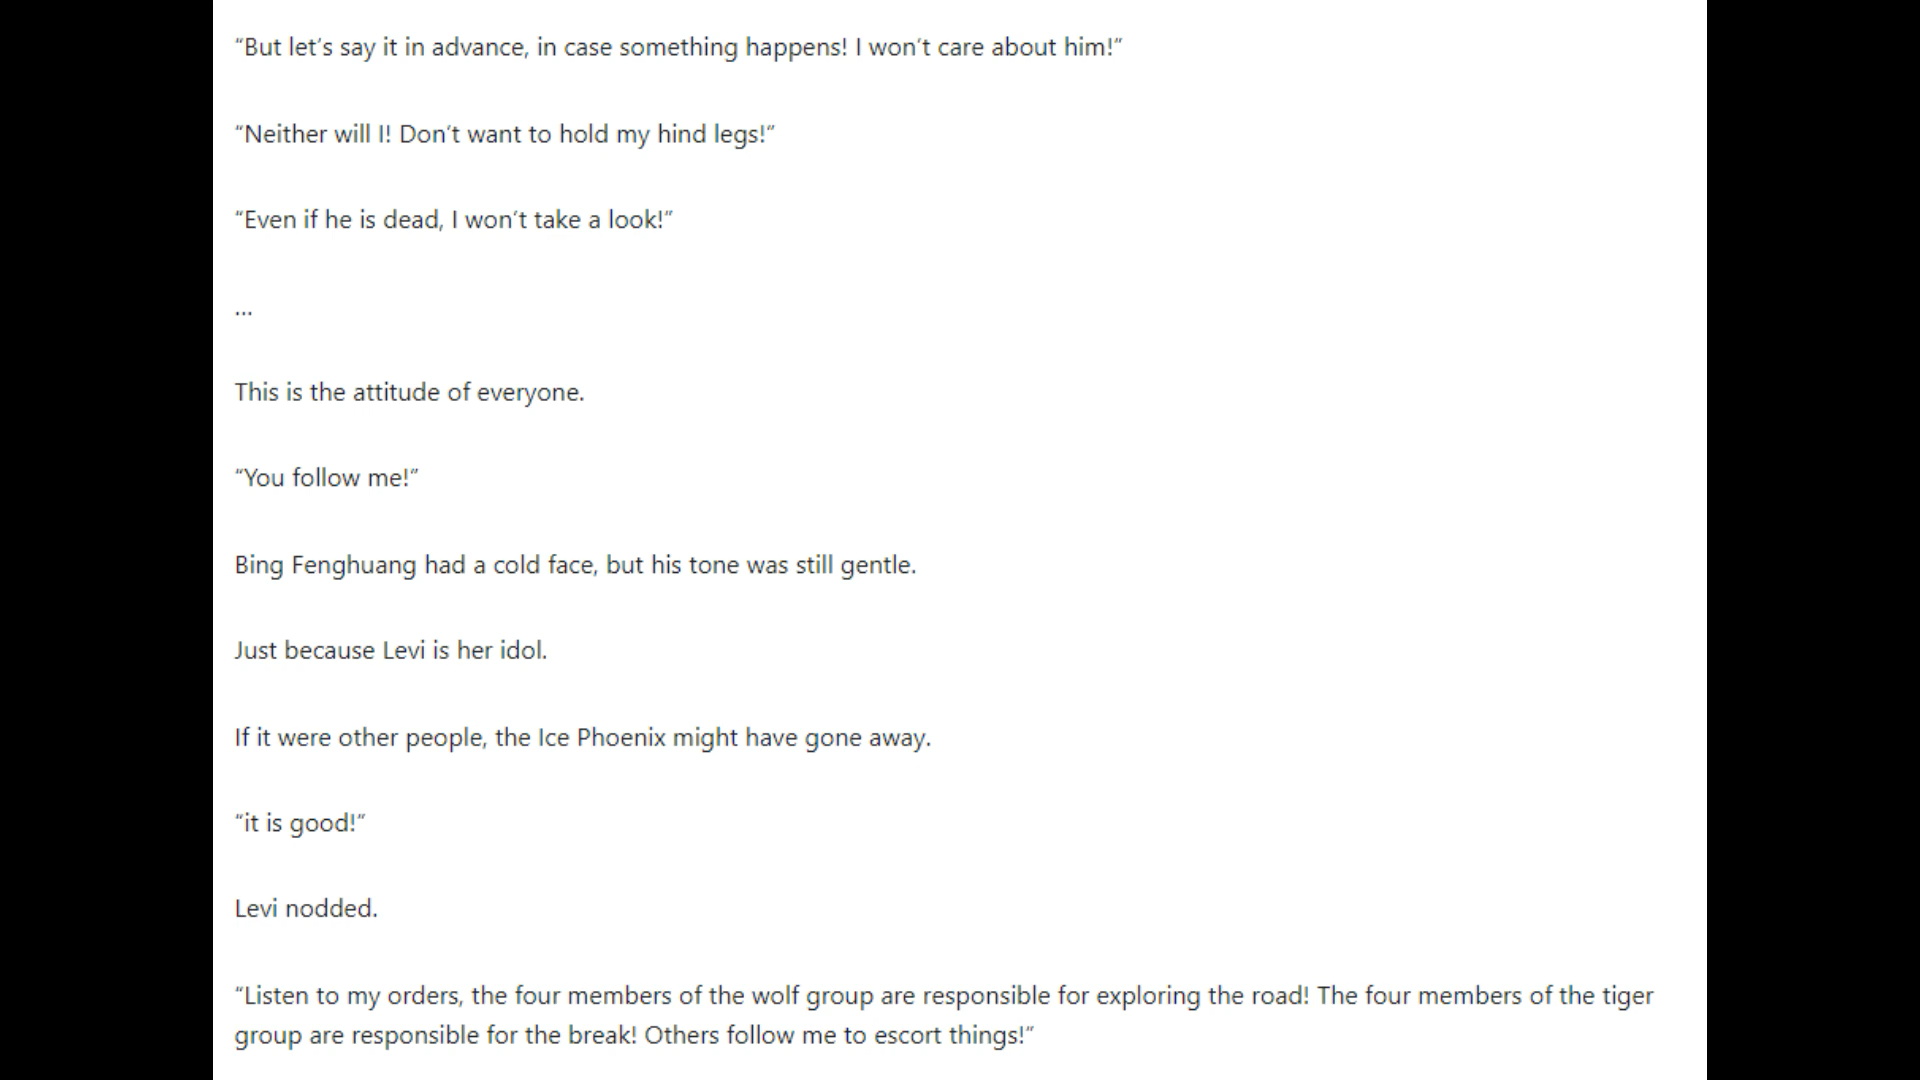 “But let’s say it in advance, in case something happens! I won’t care about him!”
“Neither will I! Don’t want to hold my hind legs!”
“Even if he is dead, I won’t take a look!”
…
This is the attitude of everyone.
“You follow me!”
Bing Fenghuang had a cold face, but his tone was still gentle.
Just because Levi is her idol.
If it were other people, the Ice Phoenix might have gone away.
“it is good!”
Levi nodded.
“Listen to my orders, the four members of the wolf group are responsible for exploring the road! The four members of the tiger
group are responsible for the break! Others follow me to escort things!”